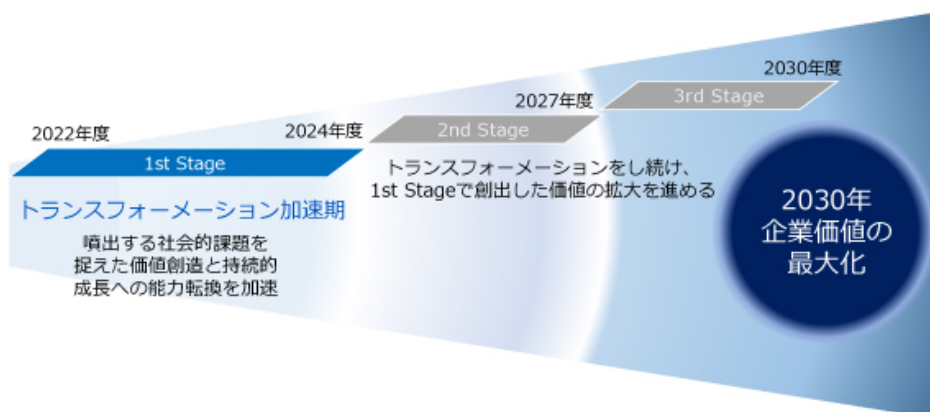 2022年度
2024年度
1st Stage
トランスフォーメーション加速期
噴出する社会的課題を
捉えた価値創造と持続的
成長への能力転換を加速
2027年度
2nd Stage
トランスフォーメーションをし続け、
1st Stageで創出した価値の拡大を進める
2030年度
3rd Stage
2030年
企業価値の
最大化